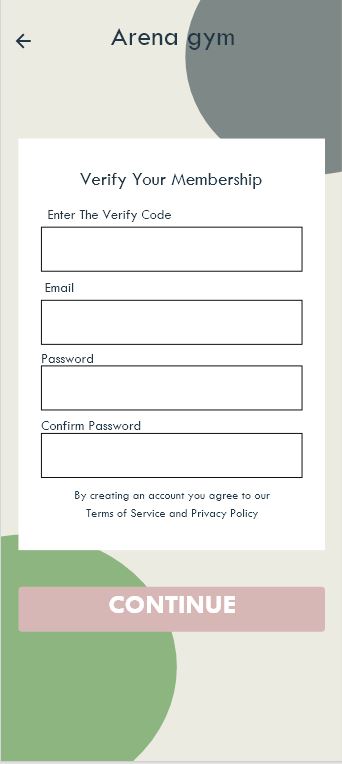 Arena gym
Verify Your Membership
Enter The Verify Code
Email
Password
Confirm Password
By creating an account you agree to our
Terms of Service and Privacy Policy
CONTINUE